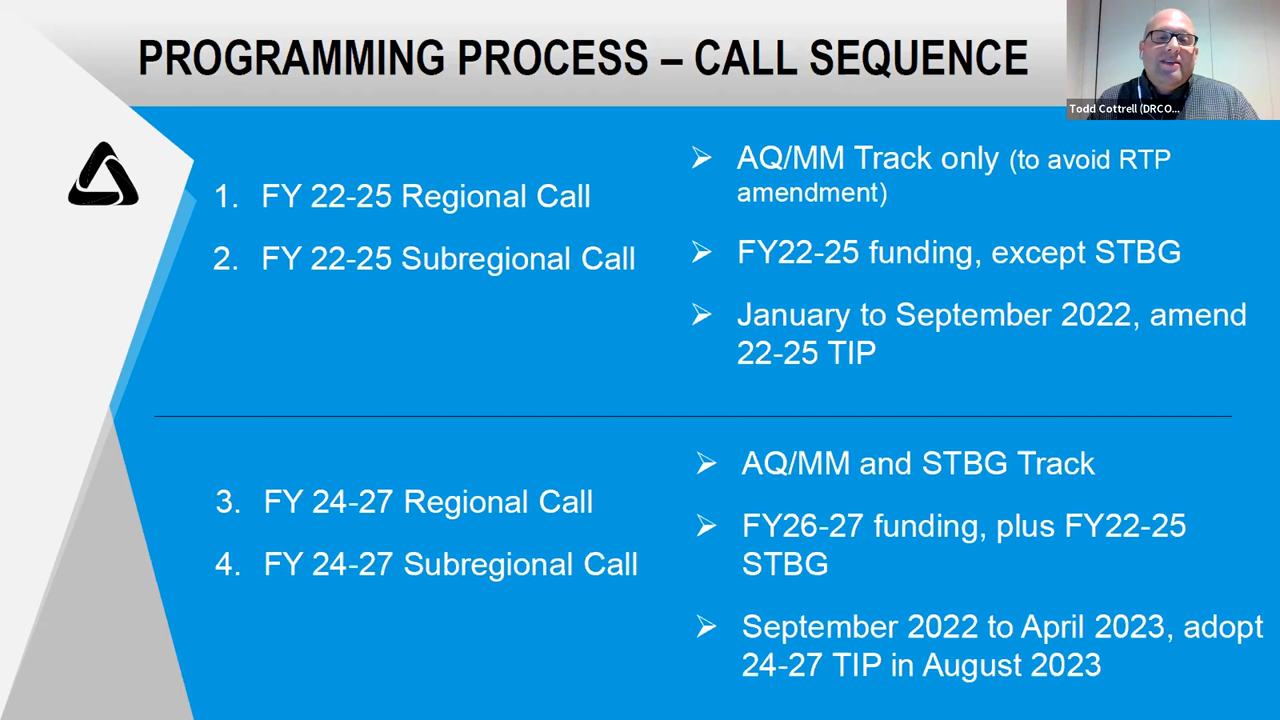 PROGRAMMING PROCESS – CALL SEQUENCE
Todd Cottrell (DRCO...
1. FY 22-25 Regional Call
2. FY 22-25 Subregional Call
➢ AQ/MM Track only (to avoid RTP
amendment)
➢ FY22-25 funding, except STBG
➢ January to September 2022, amend
22-25 TIP
3. FY 24-27 Regional Call
4. FY 24-27 Subregional Call
➢ AQ/MM and STBG Track
➢ FY26-27 funding, plus FY22-25
STBG
➢ September 2022 to April 2023, adopt
24-27 TIP in August 2023